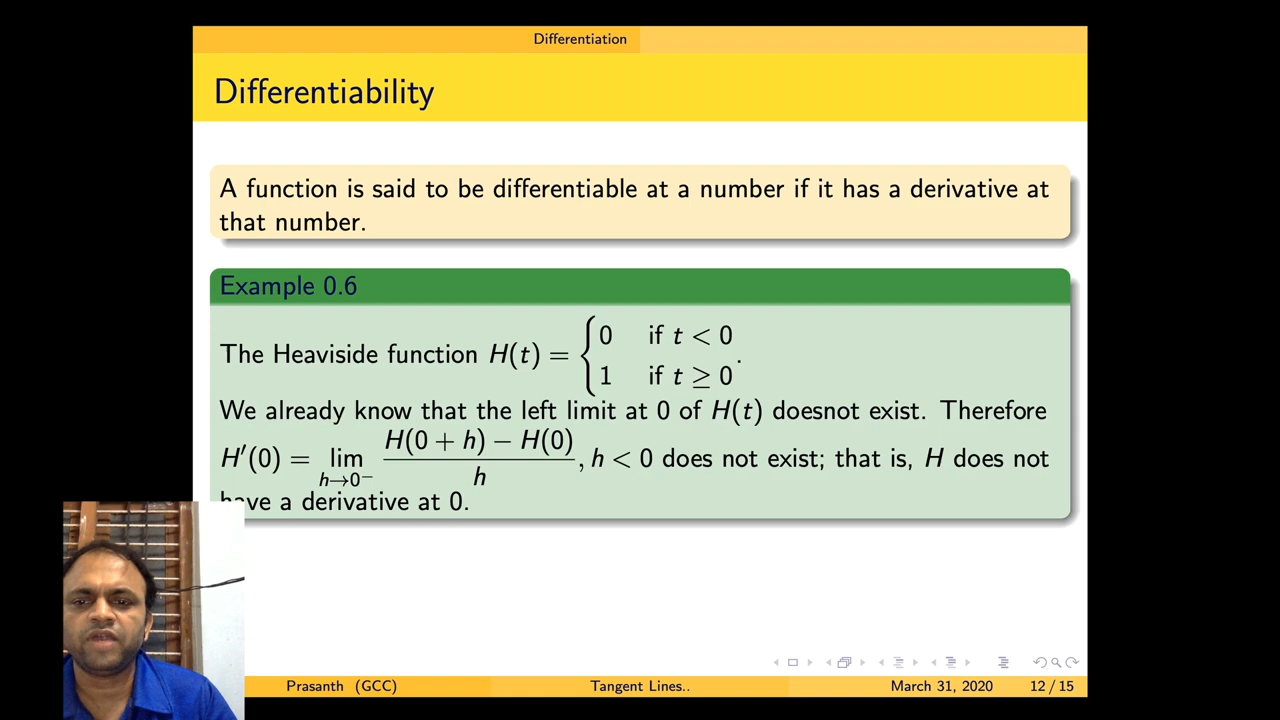 Differentiation
Differentiability
A function is said to be differentiable at a number if it has a derivative at
that number.
Example 0.6
The Heaviside function H(t) = { 0 if t < 0
1 if t ≥ 0 .
We already know that the left limit at 0 of H(t) doesnot exist. Therefore
H′(0) = lim h→0⁻ (H(0 + h) − H(0))/h, h < 0 does not exist; that is, H does not
have a derivative at 0.
Prasanth (GCC) Tangent Lines.. March 31, 2020 12 / 15